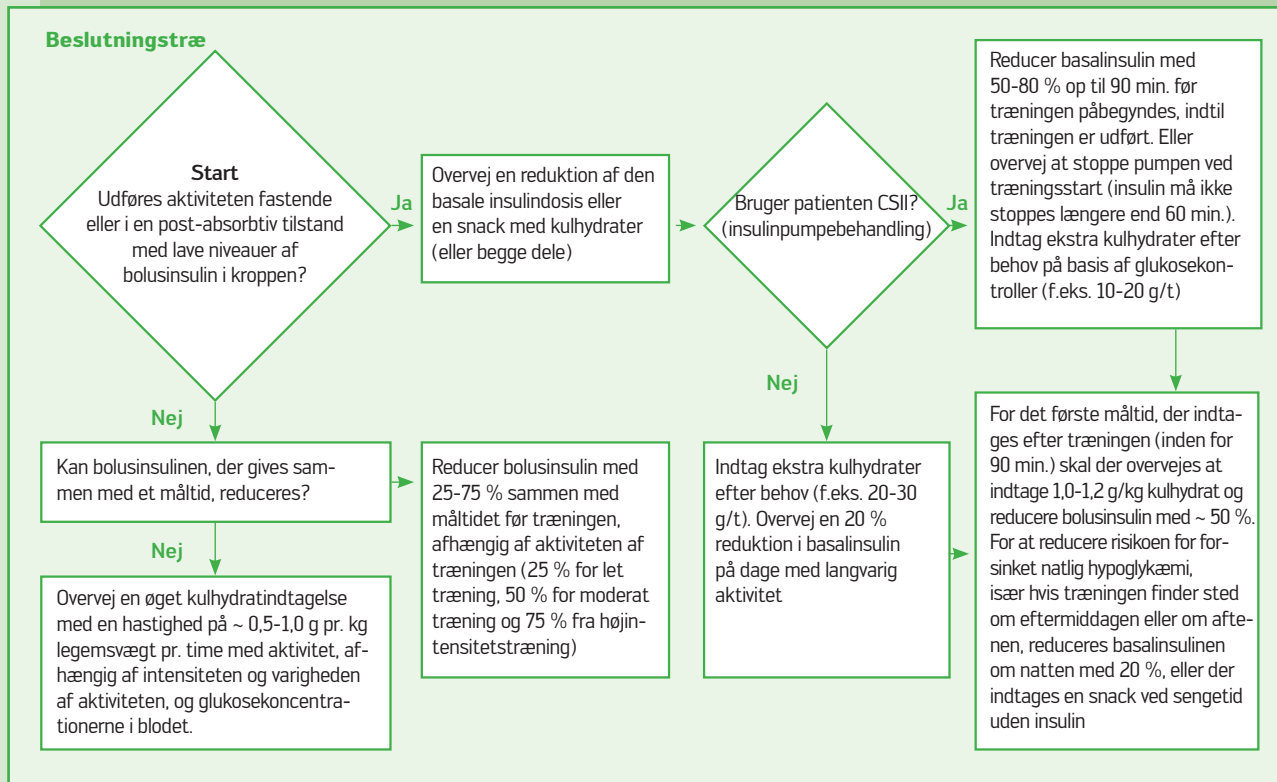 Beslutningstræ
Start
Udføres aktiviteten fastende
eller i en post-absorbtiv tilstand
med lave niveauer af
bolusinsulin i kroppen?
Ja
Overvej en reduktion af den
basale insulindosis eller
en snack med kulhydrater
(eller begge dele)
Bruger patienten CSII?
(insulinpumpebehandling)
Ja
Reducer basalinsulin med
50-80 % op til 90 min. før
træningen påbegyndes, indtil
træningen er udført. Eller
overvej at stoppe pumpen ved
træningsstart (insulin må ikke
stoppes længere end 60 min.).
Indtag ekstra kulhydrater efter
behov på basis af glukosekon-
troller (f.eks. 10-20 g/t)
Nej
Kan bolusinsulinen, der gives sam-
men med et måltid, reduceres?
Nej
Overvej en øget kulhydratindtagelse
med en hastighed på ~ 0,5-1,0 g pr. kg
legemsvægt pr. time med aktivitet, af-
hængig af intensiteten og varigheden
af aktiviteten, og glukosekoncentra-
tionerne i blodet.
Reducer bolusinsulin med
25-75 % sammen med
måltidet før træningen,
afhængig af aktiviteten af
træningen (25 % for let
træning, 50 % for moderat
træning og 75 % fra højin-
tensitetstræning)
Nej
Indtag ekstra kulhydrater
efter behov (f.eks. 20-30
g/t). Overvej en 20 %
reduktion i basalinsulin
på dage med langvarig
aktivitet
For det første måltid, der indta-
ges efter træningen (inden for
90 min.) skal der overvejes at
indtage 1,0-1,2 g/kg kulhydrat og
reducere bolusinsulin med ~ 50 %.
For at reducere risikoen for for-
sinket natlig hypoglykæmi,
især hvis træningen finder sted
om eftermiddagen eller om afte-
nen, reduceres basalinsulinen
om natten med 20 %, eller der
indtages en snack ved sengetid
uden insulin